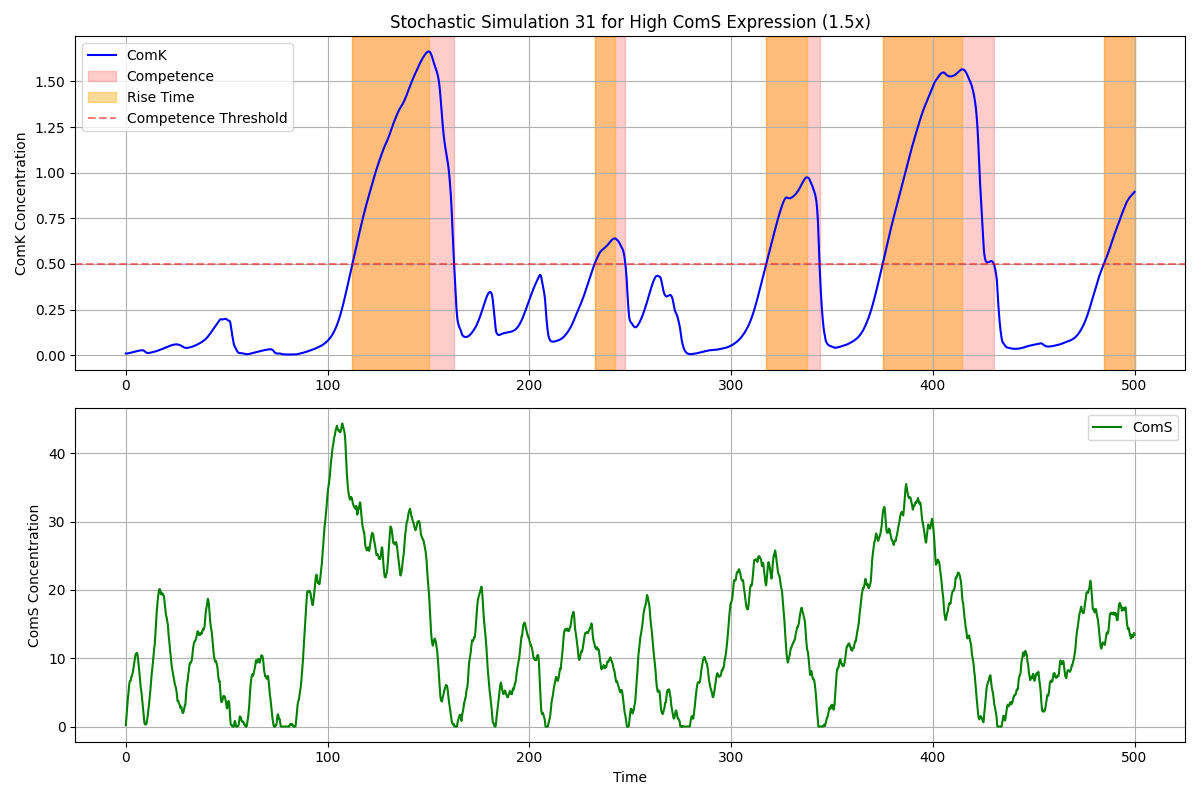 Stochastic Simulation 31 for High ComS Expression (1.5x)
ComK
Competence
Rise Time
Competence Threshold
ComK Concentration
1.50
1.25
1.00
0.75
0.50
0.25
0.00
0 100 200 300 400 500
ComS
ComS Concentration
40
30
20
10
0
0 100 200 300 400 500
Time